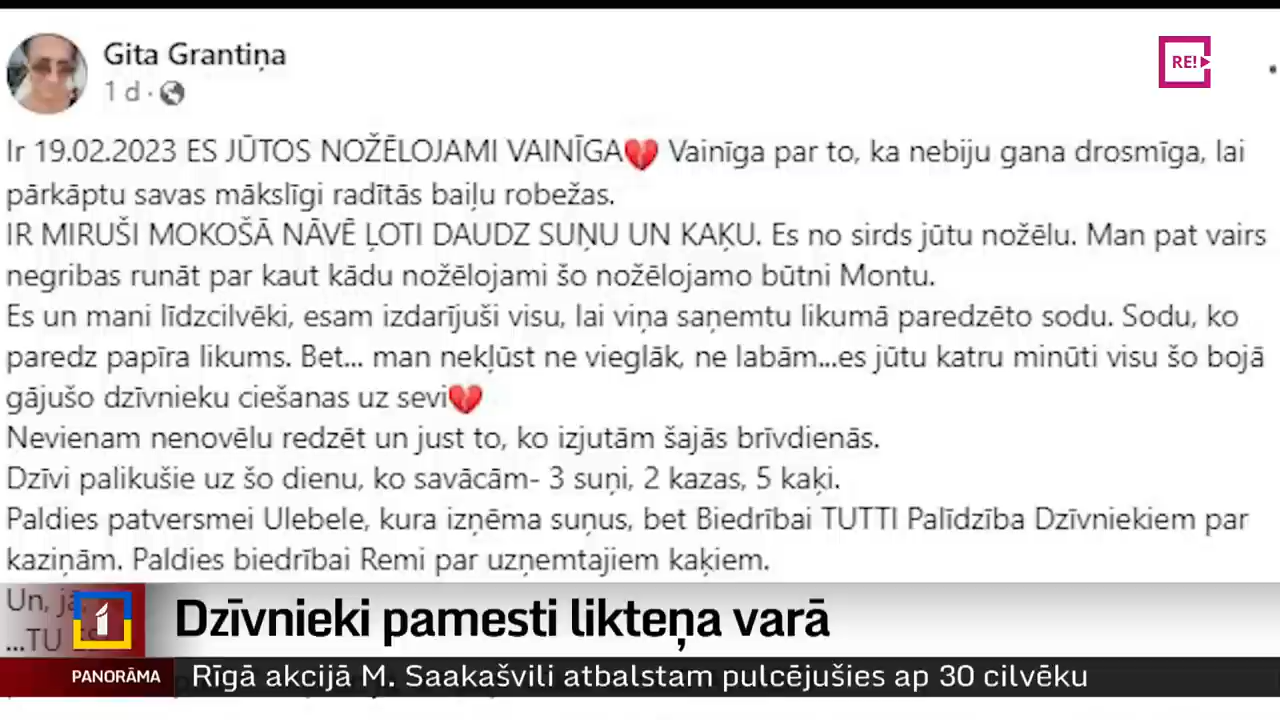 Gita Grantiņa
1 d ·
RE!
Ir 19.02.2023 ES JŪTOS NOŽĒLOJAMI VAINĪGA💔 Vainīga par to, ka nebiju gana drosmīga, lai
pārkāptu savas mākslīgi radītās baiļu robežas.
IR MIRUŠI MOKOŠĀ NĀVĒ ĻOTI DAUDZ SUŅU UN KAĶU. Es no sirds jūtu nožēlu. Man pat vairs
negribas runāt par kaut kādu nožēlojami šo nožēlojamo būtni Montu.
Es un mani līdzcilvēki, esam izdarījuši visu, lai viņa saņemtu likumā paredzēto sodu. Sodu, ko
paredz papīra likums. Bet... man nekļūst ne vieglāk, ne labām...es jūtu katru minūti visu šo bojā
gājušo dzīvnieku ciešanas uz sevi💔
Nevienam nenovēlu redzēt un just to, ko izjutām šajās brīvdienās.
Dzīvi palikušie uz šo dienu, ko savācām- 3 suņi, 2 kazas, 5 kaķi.
Paldies patversmei Ulebele, kura izņēma suņus, bet Biedrībai TUTTI Palīdzība Dzīvniekiem par
kaziņām. Paldies biedrībai Remi par uzņemtajiem kaķiem.
Un, jā,
...TU
1
Dzīvnieki pamesti likteņa varā
PANORĀMA
Rīgā akcijā M. Saakašvili atbalstam pulcējušies ap 30 cilvēku